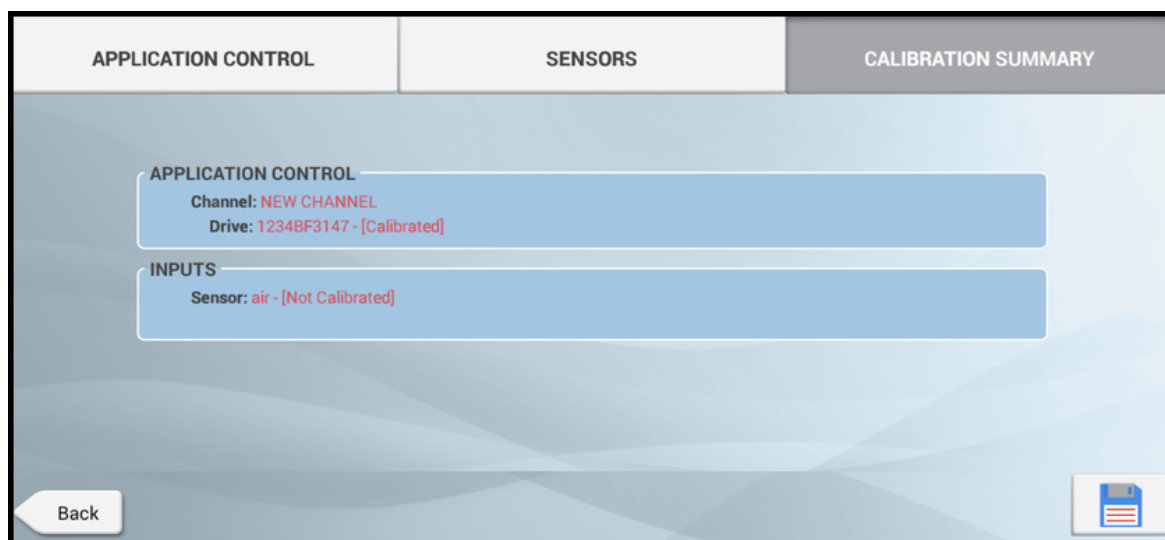 APPLICATION CONTROL
SENSORS
CALIBRATION SUMMARY
APPLICATION CONTROL
Channel: NEW CHANNEL
Drive: 1234BF3147 - [Calibrated]
INPUTS
Sensor: air - [Not Calibrated]
Back